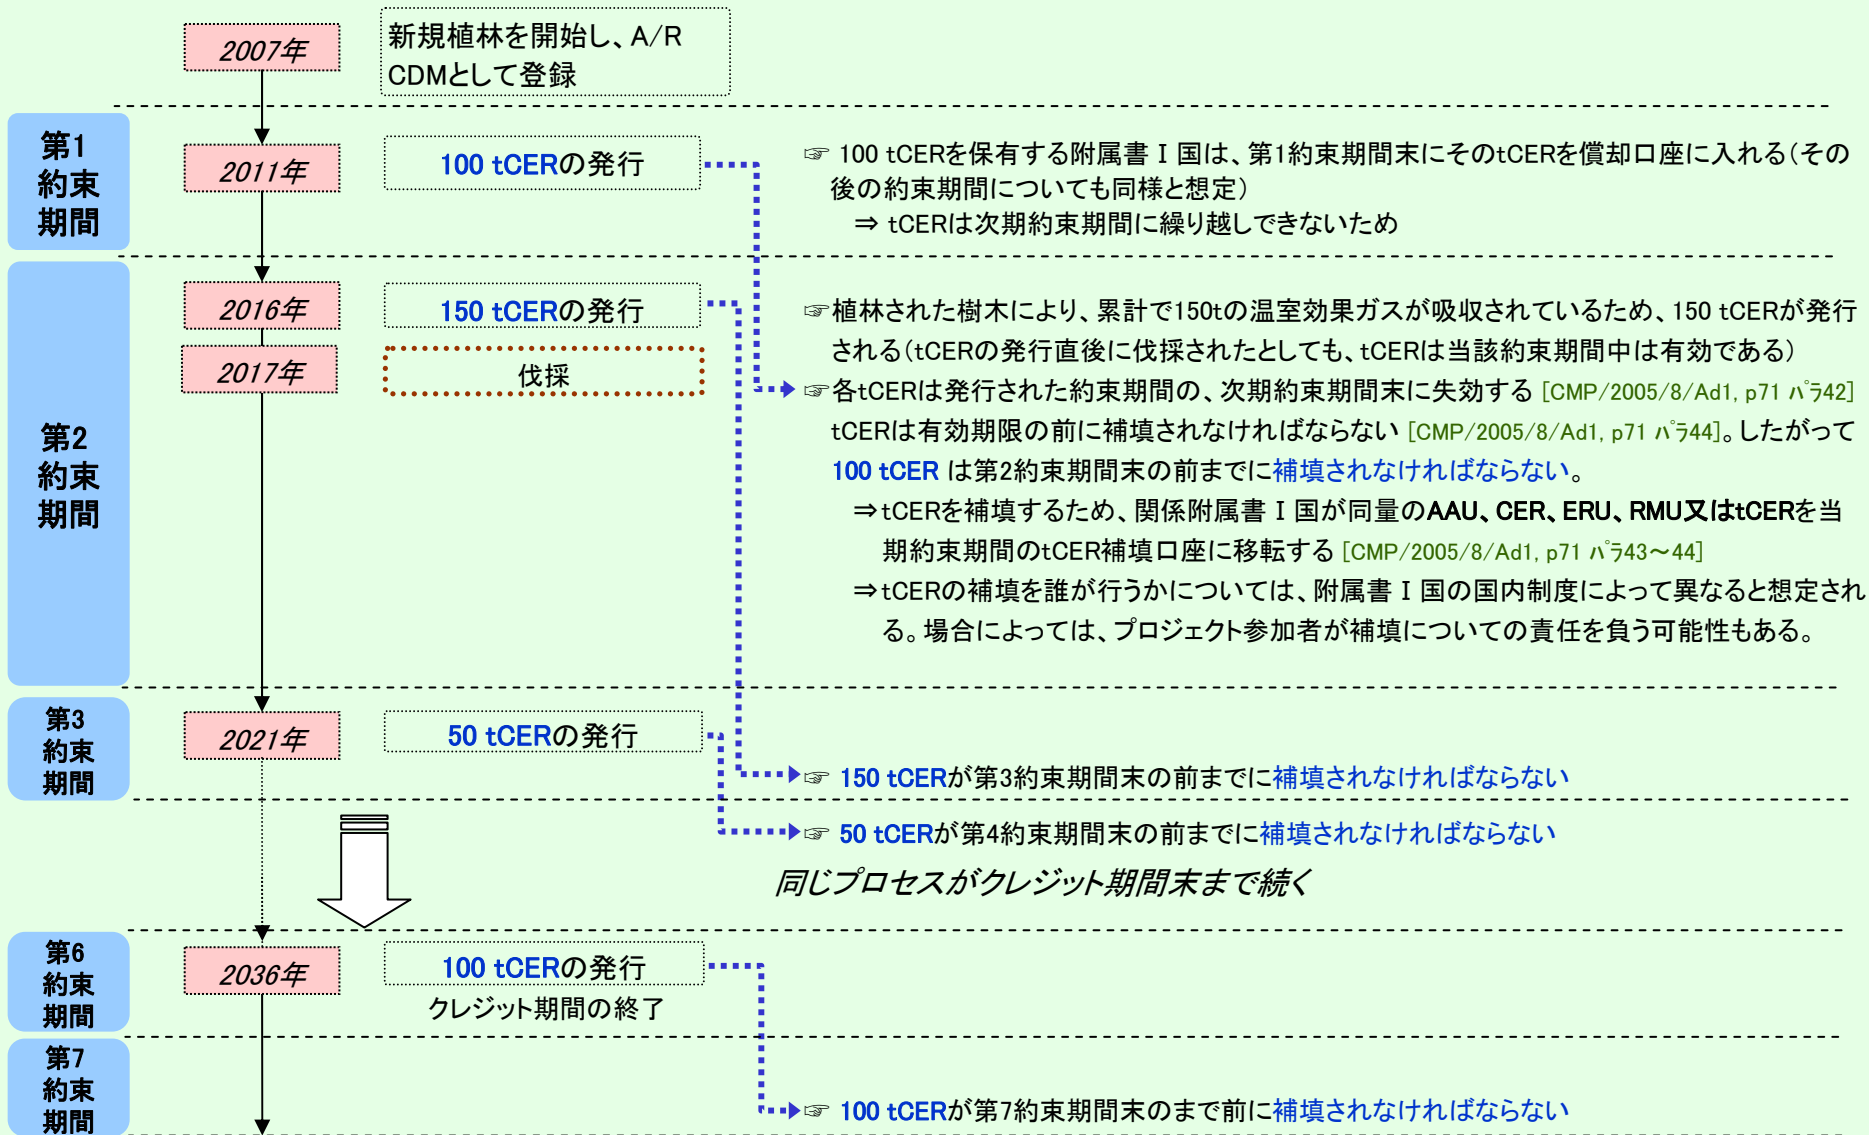 2007年
新規植林を開始し、A/R
CDMとして登録
第1
約束
期間
2011年
100 tCERの発行
☞ 100 tCERを保有する附属書Ⅰ国は、第1約束期間末にそのtCERを償却口座に入れる（その
後の約束期間についても同様と想定）
⇒ tCERは次期約束期間に繰り越しできないため
第2
約束
期間
2016年
150 tCERの発行
2017年
伐採
☞植林された樹木により、累計で150tの温室効果ガスが吸収されているため、150 tCERが発行
される（tCERの発行直後に伐採されたとしても、tCERは当該約束期間中は有効である）
☞各tCERは発行された約束期間の、次期約束期間末に失効する [CMP/2005/8/Ad1, p71 ﾊﾟﾗ42]
tCERは有効期限の前に補填されなければならない [CMP/2005/8/Ad1, p71 ﾊﾟﾗ44]。したがって
100 tCER は第2約束期間末の前までに補填されなければならない。
⇒tCERを補填するため、関係附属書Ⅰ国が同量のAAU、CER、ERU、RMU又はtCERを当
期約束期間のtCER補填口座に移転する [CMP/2005/8/Ad1, p71 ﾊﾟﾗ43～44]
⇒tCERの補填を誰が行うかについては、附属書Ⅰ国の国内制度によって異なると想定され
る。場合によっては、プロジェクト参加者が補填についての責任を負う可能性もある。
第3
約束
期間
2021年
50 tCERの発行
☞ 150 tCERが第3約束期間末の前までに補填されなければならない
☞ 50 tCERが第4約束期間末の前までに補填されなければならない
同じプロセスがクレジット期間末まで続く
第6
約束
期間
2036年
100 tCERの発行
クレジット期間の終了
第7
約束
期間
☞ 100 tCERが第7約束期間末のまで前に補填されなければならない